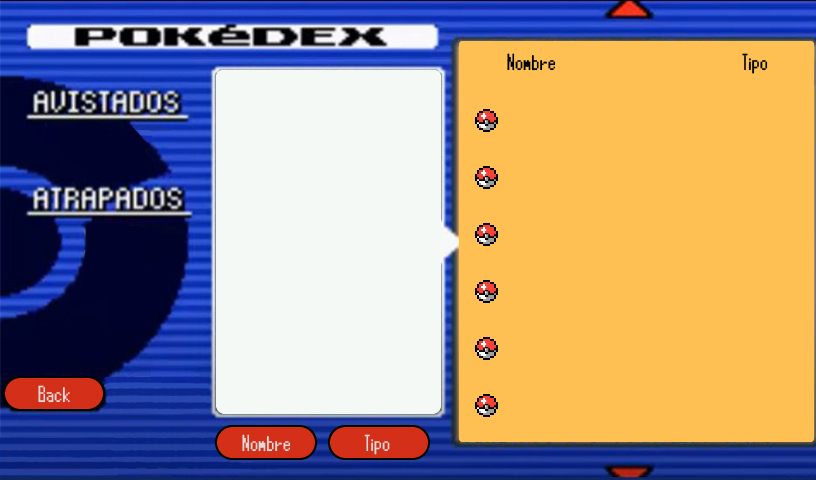 POKéDEX
Nombre Tipo
AVISTADOS
ATRAPADOS
Back
Nombre Tipo